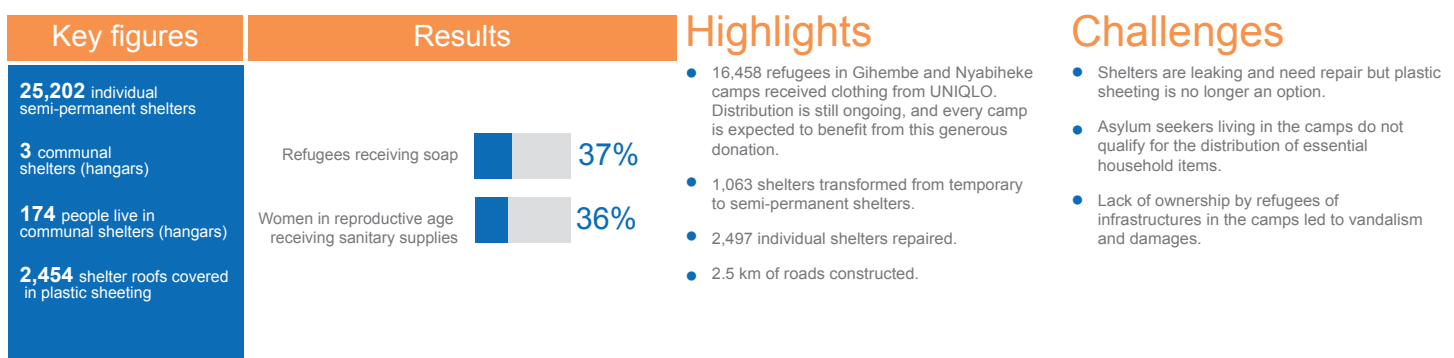 Key figures
25,202 individual
semi-permanent shelters
3 communal
shelters (hangars)
174 people live in
communal shelters (hangars)
2,454 shelter roofs covered
in plastic sheeting
Results
Refugees receiving soap
37%
Women in reproductive age
receiving sanitary supplies
36%
Highlights
• 16,458 refugees in Gihembe and Nyabiheke
camps received clothing from UNIQLO.
Distribution is still ongoing, and every camp
is expected to benefit from this generous
donation.
• 1,063 shelters transformed from temporary
to semi-permanent shelters.
• 2,497 individual shelters repaired.
• 2.5 km of roads constructed.
Challenges
• Shelters are leaking and need repair but plastic
sheeting is no longer an option.
• Asylum seekers living in the camps do not
qualify for the distribution of essential
household items.
• Lack of ownership by refugees of
infrastructures in the camps led to vandalism
and damages.